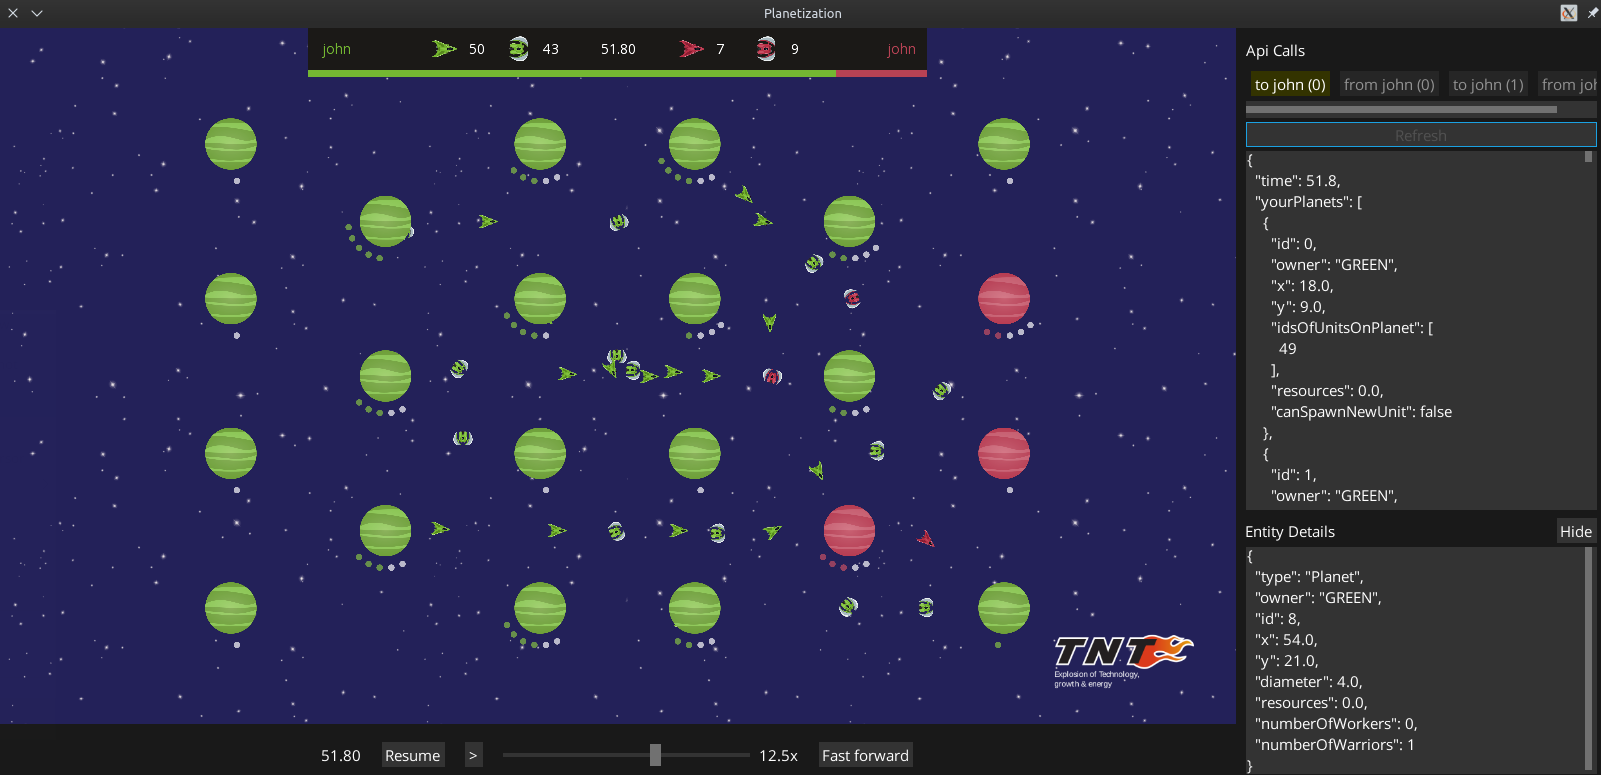 Planetization
john 50 43 51.80 7 9 john
Api Calls
to john (0) from john (0) to john (1) from joh
Refresh
{
"time": 51.8,
"yourPlanets": [
{
"id": 0,
"owner": "GREEN",
"x": 18.0,
"y": 9.0,
"idsOfUnitsOnPlanet": [
49
],
"resources": 0.0,
"canSpawnNewUnit": false
},
{
"id": 1,
"owner": "GREEN",
Entity Details Hide
{
"type": "Planet",
"owner": "GREEN",
"id": 8,
"x": 54.0,
"y": 21.0,
"diameter": 4.0,
"resources": 0.0,
"numberOfWorkers": 0,
"numberOfWarriors": 1
}
TNT
Explosion of Technology,
growth & energy
51.80 Resume > 12.5x Fast forward